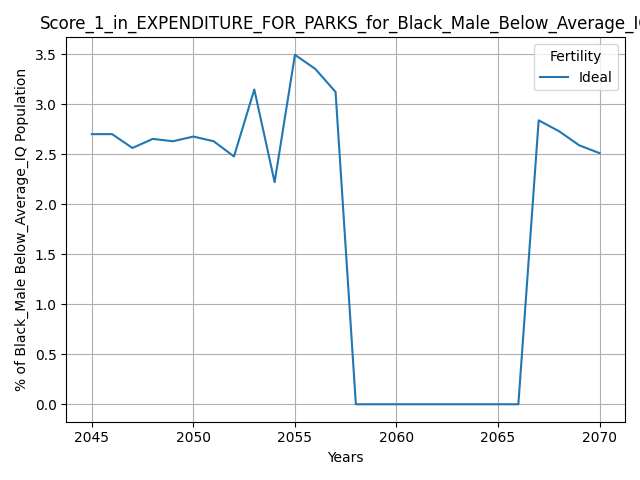 Score_1_in_EXPENDITURE_FOR_PARKS_for_Black_Male_Below_Average_IQ
Fertility
Ideal
3.5
3.0
2.5
2.0
1.5
1.0
0.5
0.0
% of Black_Male Below_Average_IQ Population
2045 2050 2055 2060 2065 2070
Years